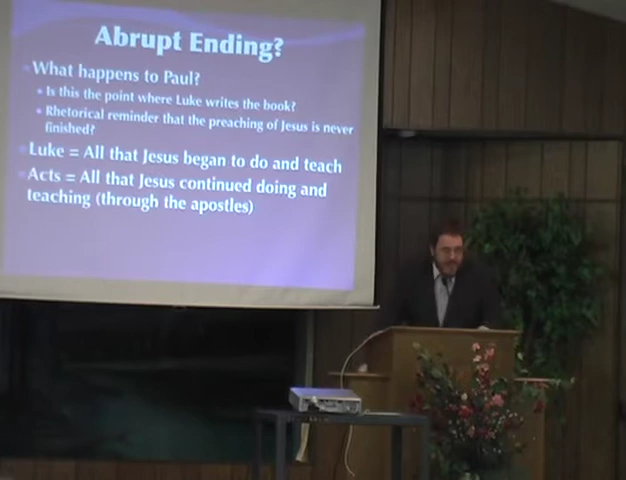 Abrupt Ending?
What happens to Paul?
Is this the point where Luke writes the book?
Rhetorical reminder that the preaching of Jesus is never
finished?
Luke = All that Jesus began to do and teach
Acts = All that Jesus continued doing and
teaching (through the apostles)